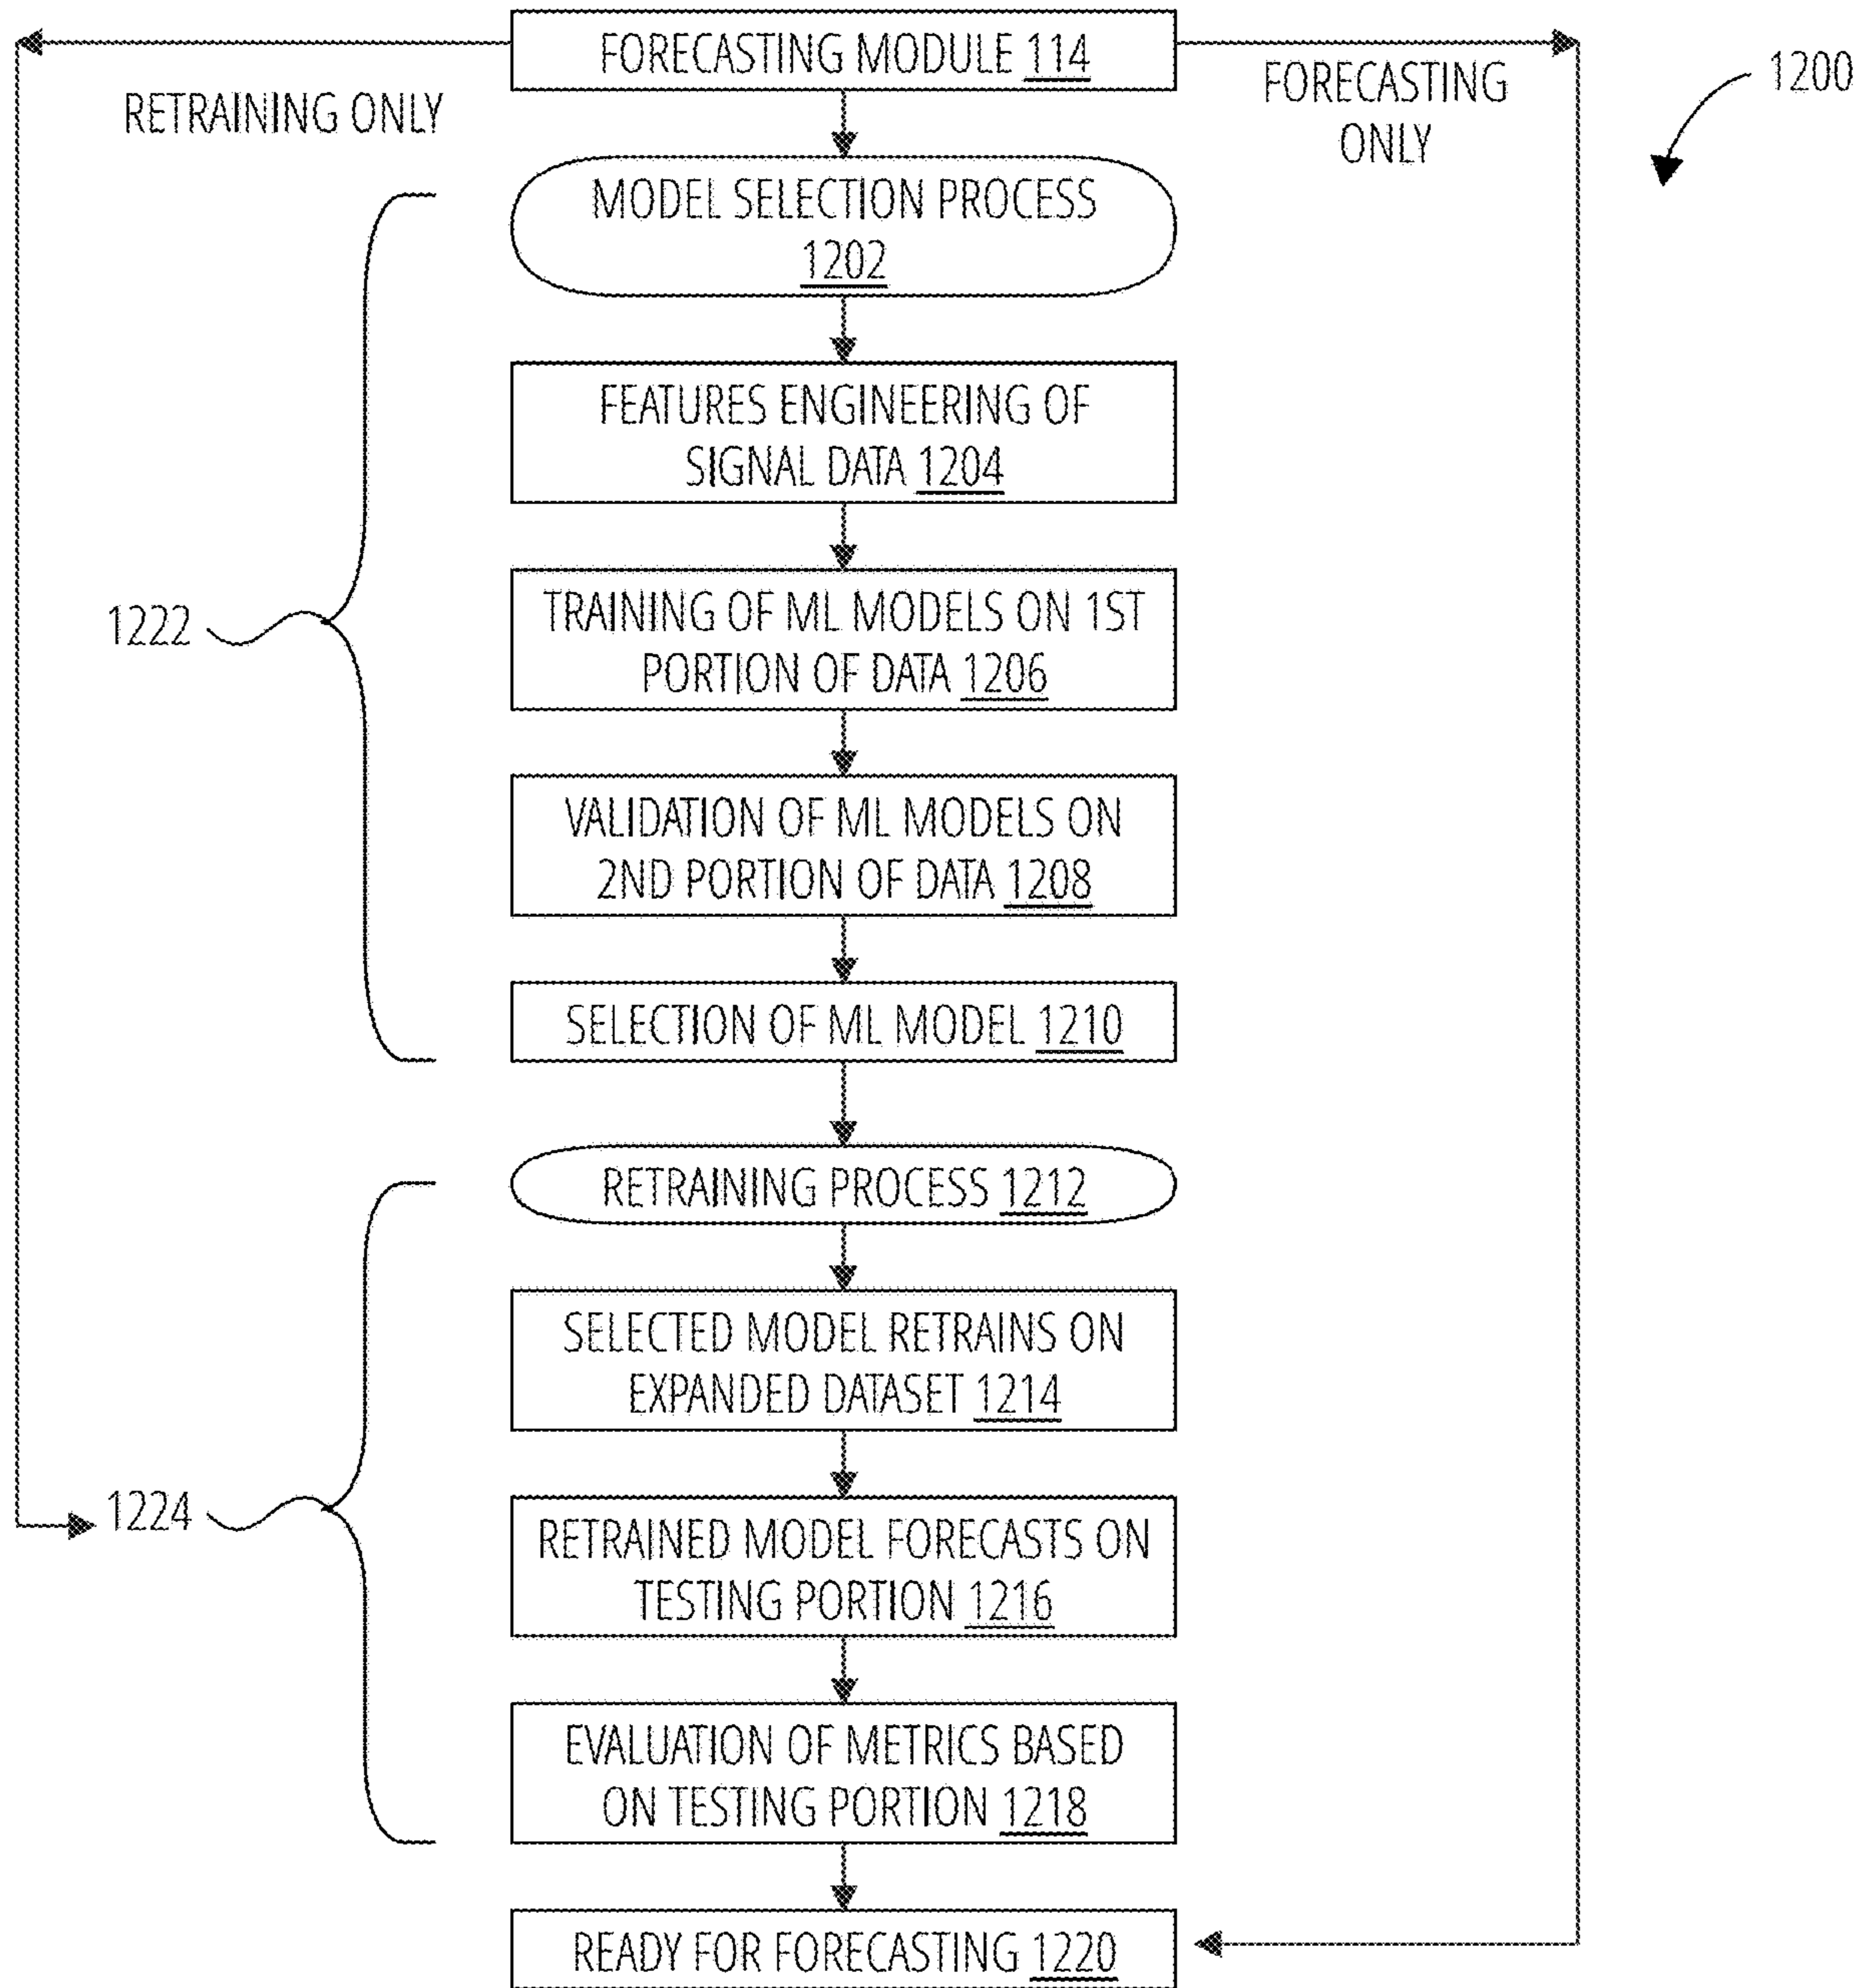 FORECASTING MODULE 114
RETRAINING ONLY
FORECASTING
ONLY
1200
MODEL SELECTION PROCESS
1202
FEATURES ENGINEERING OF
SIGNAL DATA 1204
1222
TRAINING OF ML MODELS ON 1ST
PORTION OF DATA 1206
VALIDATION OF ML MODELS ON
2ND PORTION OF DATA 1208
SELECTION OF ML MODEL 1210
RETRAINING PROCESS 1212
SELECTED MODEL RETRAINS ON
EXPANDED DATASET 1214
1224
RETRAINED MODEL FORECASTS ON
TESTING PORTION 1216
EVALUATION OF METRICS BASED
ON TESTING PORTION 1218
READY FOR FORECASTING 1220